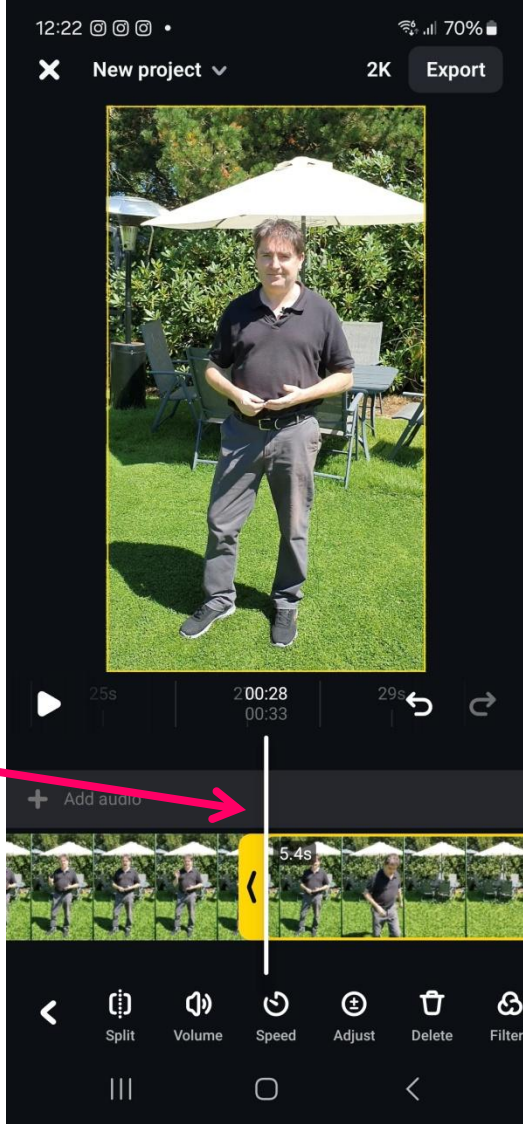 12:22 70%
New project 2K Export
25s 2 00:28 29s
00:33
+ Add audio
5.4s
Split Volume Speed Adjust Delete Filter